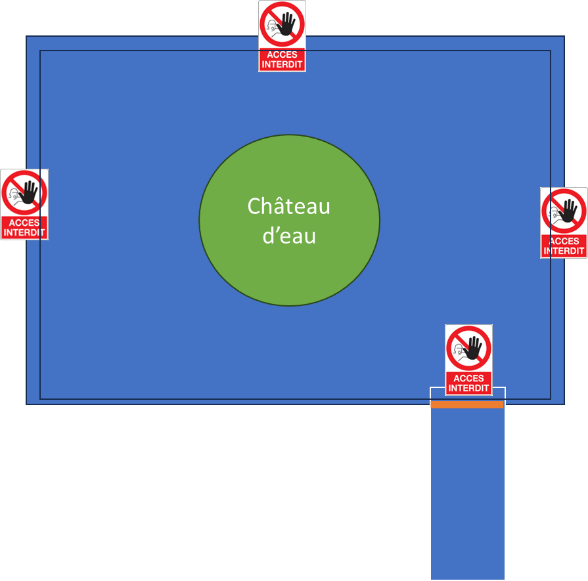 ACCES
INTERDIT
ACCES
INTERDIT
Château
d'eau
ACCES
INTERDIT
ACCES
INTERDIT